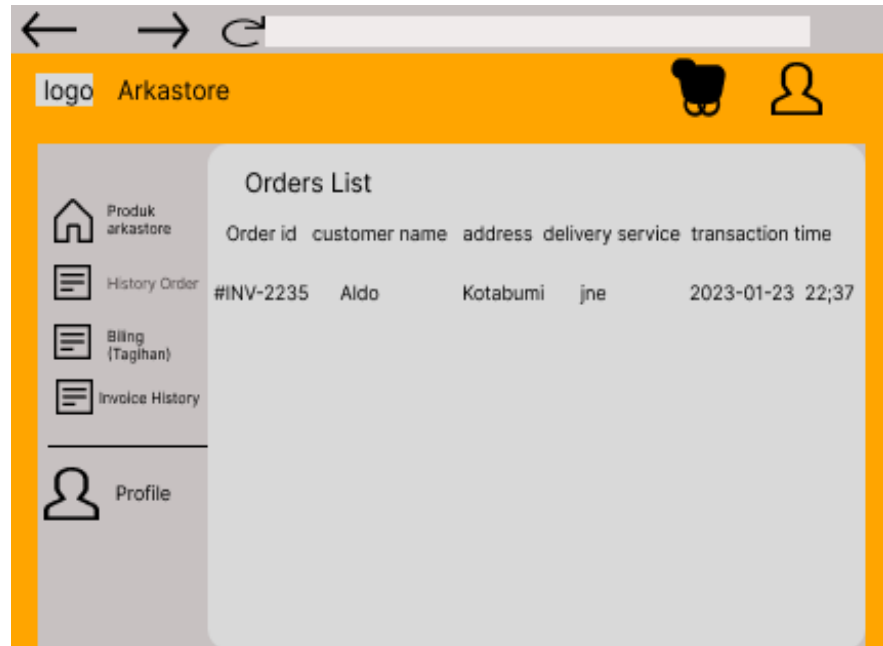 logo Arkastore
Orders List
Order id customer name address delivery service transaction time
#INV-2235 Aldo Kotabumi jne 2023-01-23 22;37
Produk
arkastore
History Order
Biling
(Tagihan)
Invoice History
Profile